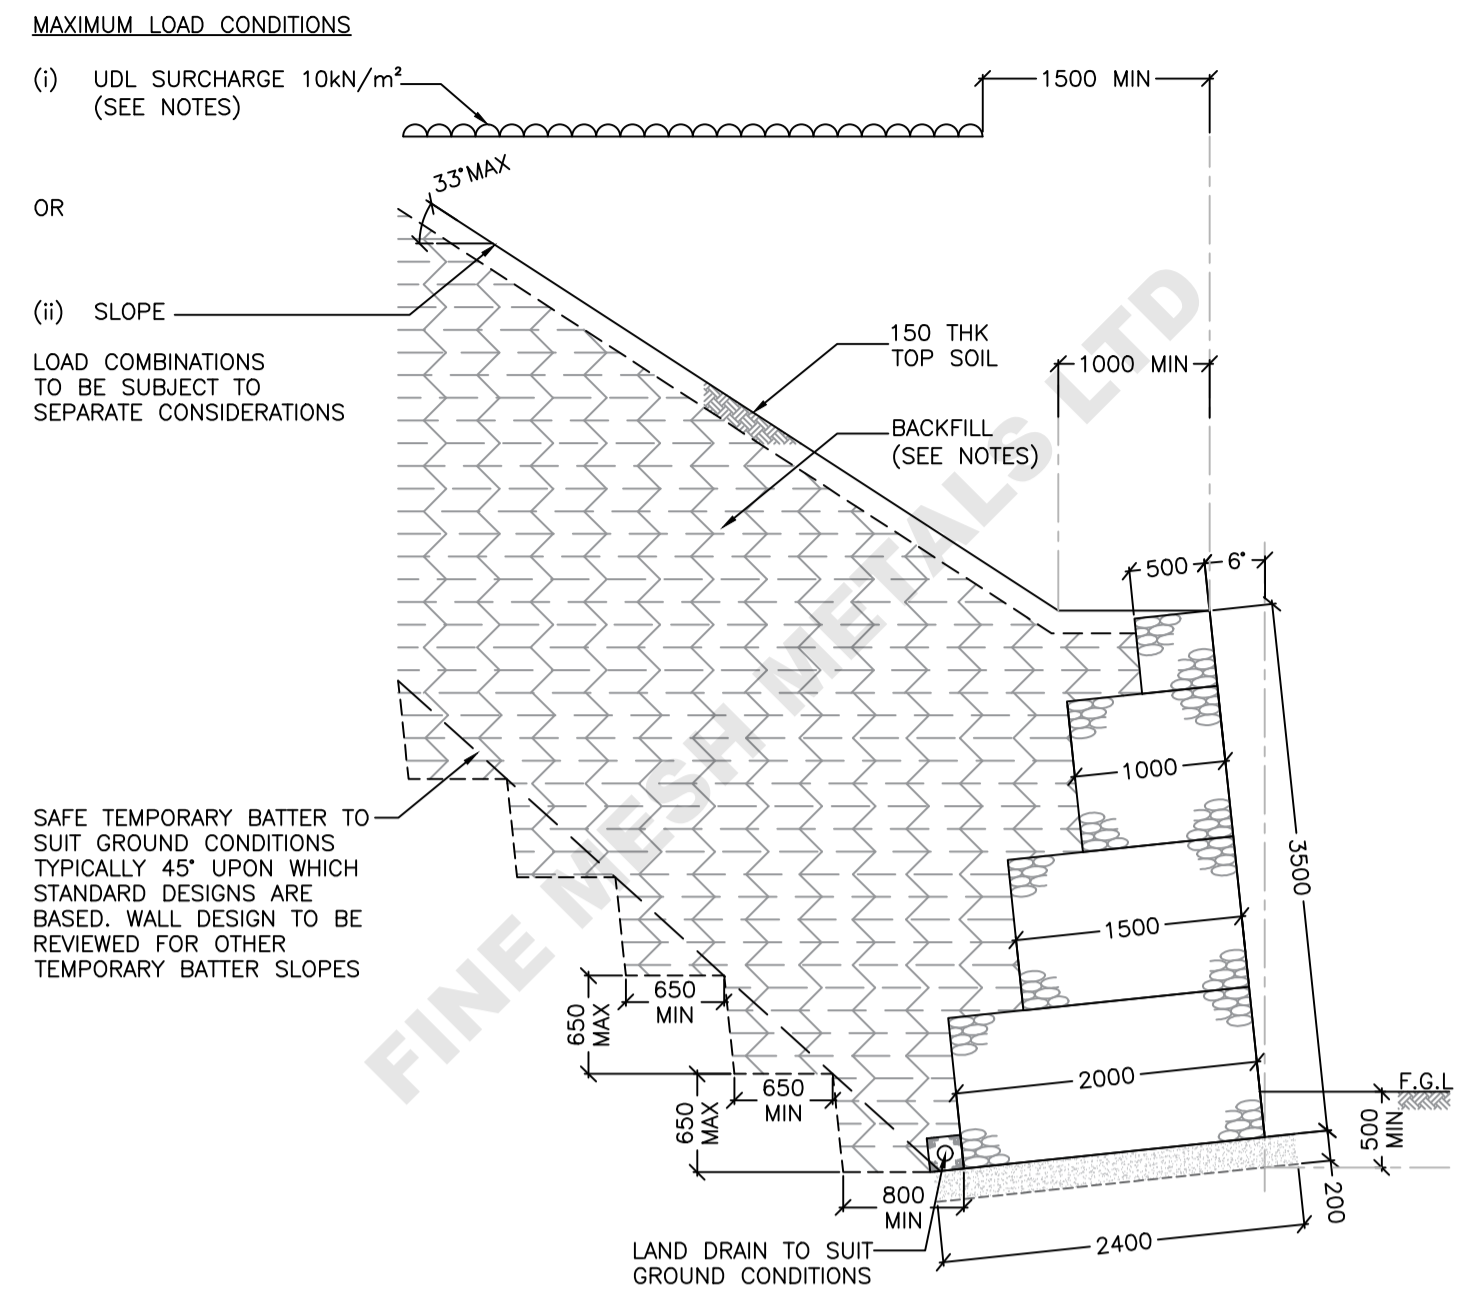 MAXIMUM LOAD CONDITIONS
(i) UDL SURCHARGE 10kN/m²
(SEE NOTES)
1500 MIN
33°MAX
OR
(ii) SLOPE
LOAD COMBINATIONS
TO BE SUBJECT TO
SEPARATE CONSIDERATIONS
150 THK
TOP SOIL
1000 MIN
BACKFILL
(SEE NOTES)
500
6°
1000
3500
SAFE TEMPORARY BATTER TO
SUIT GROUND CONDITIONS
TYPICALLY 45° UPON WHICH
STANDARD DESIGNS ARE
BASED. WALL DESIGN TO BE
REVIEWED FOR OTHER
TEMPORARY BATTER SLOPES
1500
650
MIN
650
MAX
2000
650
MIN
650
MAX
F.G.L
500
MIN
800
MIN
200
2400
LAND DRAIN TO SUIT
GROUND CONDITIONS
FINE MESH METALS LTD